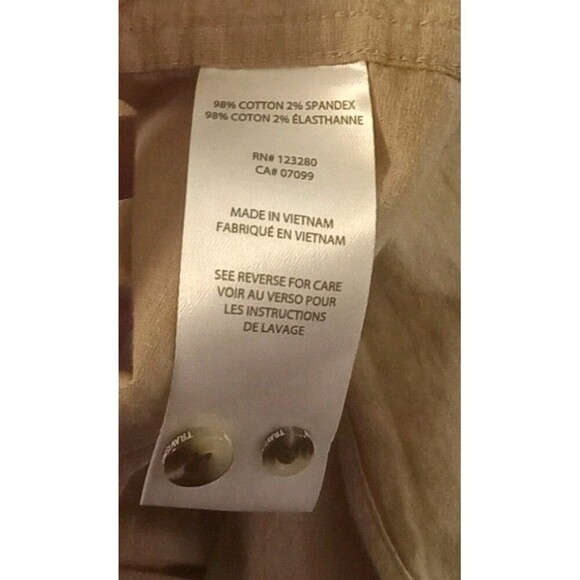 98% COTTON 2% SPANDEX
98% COTON 2% ÉLASTHANNE
RN# 123280
CA# 07099
MADE IN VIETNAM
FABRIQUÉ EN VIETNAM
SEE REVERSE FOR CARE
VOIR AU VERSO POUR
LES INSTRUCTIONS
DE LAVAGE